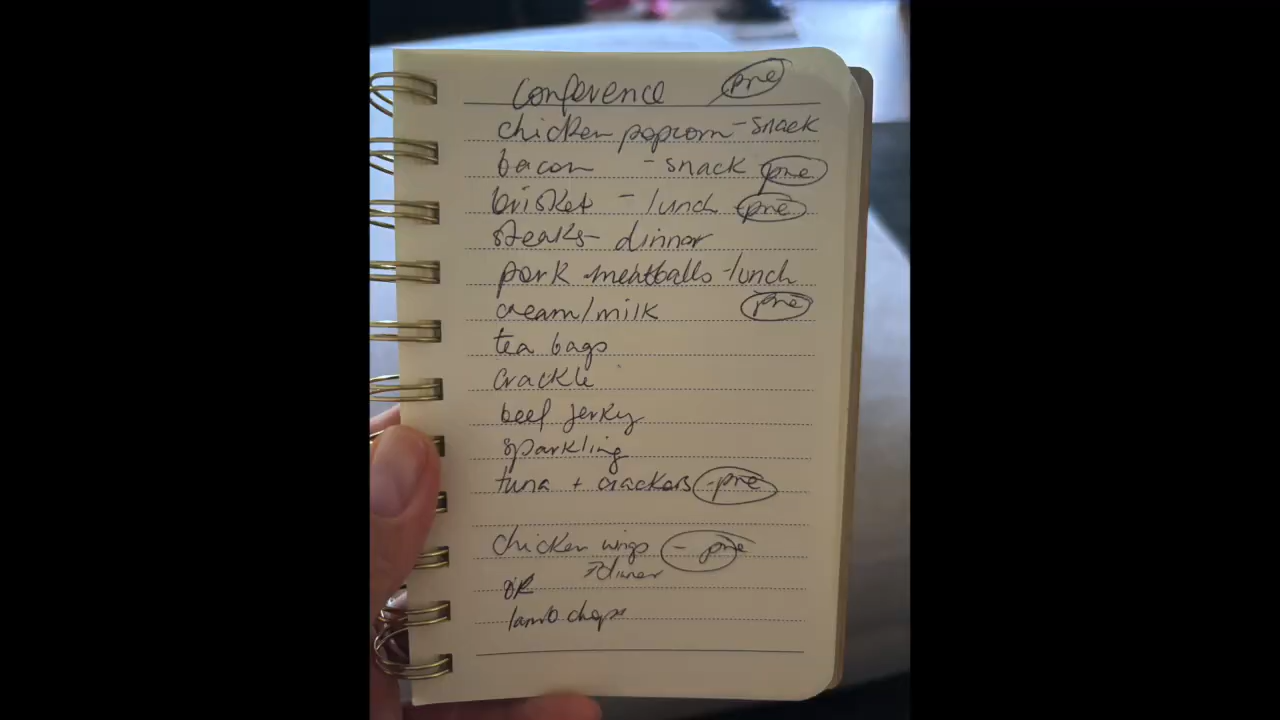 Conference pre
chicken popcorn - snack
bacon - snack pre
brisket - lunch pre
steaks - dinner
pork meatballs - lunch
cream/milk pre
tea bags
crackle
beef jerky
sparkling
tuna + crackers - pre
chicken wings - pre
→ dinner
OR
lamb chops